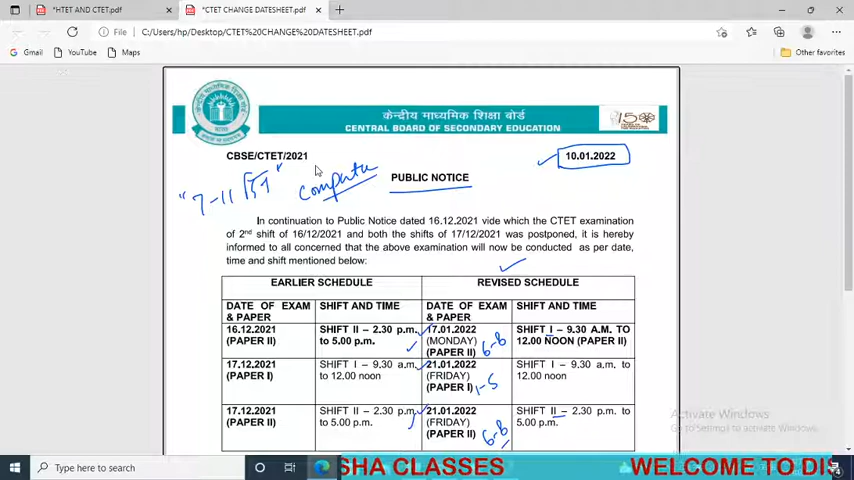 *HTET AND CTET.pdf
*CTET CHANGE DATESHEET.pdf
File
C:/Users/hp/Desktop/CTET%20CHANGE%20DATESHEET.pdf
Gmail
YouTube
Maps
Other favorites
केन्द्रीय माध्यमिक शिक्षा बोर्ड
CENTRAL BOARD OF SECONDARY EDUCATION
150
CBSE/CTET/2021
10.01.2022
PUBLIC NOTICE
"7-11
In continuation to Public Notice dated 16.12.2021 vide which the CTET examination
of 2nd shift of 16/12/2021 and both the shifts of 17/12/2021 was postponed, it is hereby
informed to all concerned that the above examination will now be conducted as per date,
time and shift mentioned below:
EARLIER SCHEDULE
REVISED SCHEDULE
DATE OF EXAM & PAPER
SHIFT AND TIME
DATE OF EXAM & PAPER
SHIFT AND TIME
16.12.2021
(PAPER II)
SHIFT II – 2.30 p.m.
to 5.00 p.m.
17.01.2022
(MONDAY)
(PAPER II)
6-8
SHIFT I – 9.30 A.M. TO
12.00 NOON (PAPER II)
17.12.2021
(PAPER I)
SHIFT I – 9.30 a.m.
to 12.00 noon
21.01.2022
(FRIDAY)
(PAPER I)
1-5
SHIFT I – 9.30 a.m. to
12.00 noon
17.12.2021
(PAPER II)
SHIFT II – 2.30 p.m.
to 5.00 p.m.
21.01.2022
(FRIDAY)
(PAPER II)
6-8
SHIFT II – 2.30 p.m. to
5.00 p.m.
Activate Windows
Go to Settings to activate Windows.
SHA CLASSES
WELCOME TO DIS
Type here to search